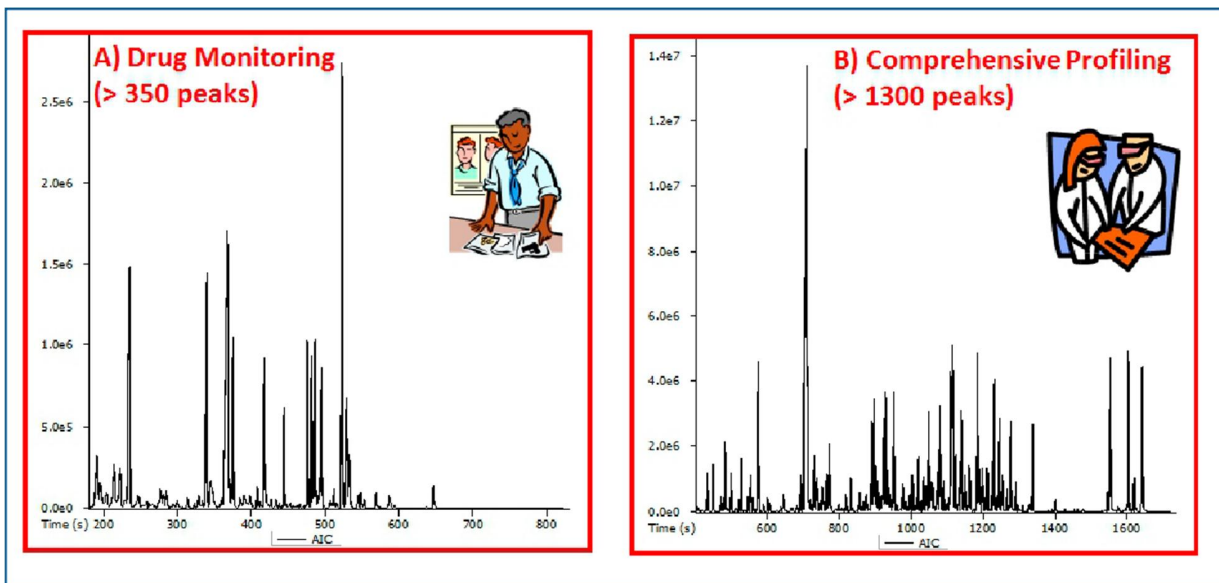 A) Drug Monitoring
(> 350 peaks)
2.5e6
2.0e6
1.5e6
1.0e6
5.0e5
0.0e0
Time (s) 200 300 400 500 600 700 800
AIC
B) Comprehensive Profiling
(> 1300 peaks)
1.4e7
1.2e7
1.0e7
8.0e6
6.0e6
4.0e6
2.0e6
0.0e0
Time (s) 600 800 1000 1200 1400 1600
AIC